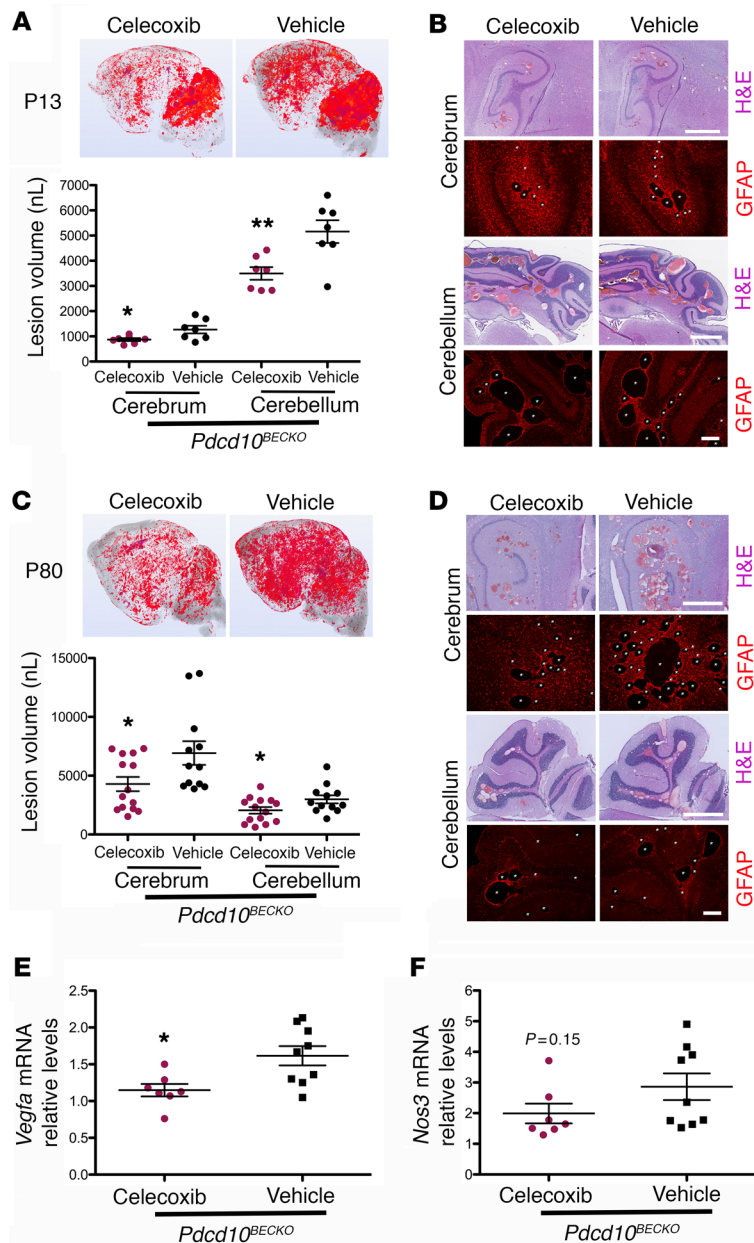 A
Celecoxib Vehicle
P13
Lesion volume (nL)
7000
6000
5000
4000
3000
2000
1000
0
*
**
Celecoxib Vehicle Celecoxib Vehicle
Cerebrum Cerebellum
Pdcd10BECKO
B
Celecoxib Vehicle
Cerebrum
H&E
GFAP
Cerebellum
H&E
GFAP
C
Celecoxib Vehicle
P80
Lesion volume (nL)
15000
10000
5000
0
*
*
Celecoxib Vehicle Celecoxib Vehicle
Cerebrum Cerebellum
Pdcd10BECKO
D
Celecoxib Vehicle
Cerebrum
H&E
GFAP
Cerebellum
H&E
GFAP
E
Vegfa mRNA
relative levels
2.5
2.0
1.5
1.0
0.5
0.0
*
Celecoxib Vehicle
Pdcd10BECKO
F
Nos3 mRNA
relative levels
6
5
4
3
2
1
0
P=0.15
Celecoxib Vehicle
Pdcd10BECKO